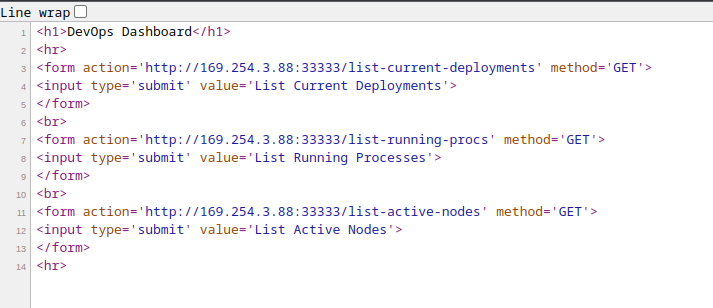 Line wrap
1 <h1>DevOps Dashboard</h1>
2 <hr>
3 <form action='http://169.254.3.88:33333/list-current-deployments' method='GET'>
4 <input type='submit' value='List Current Deployments'>
5 </form>
6 <br>
7 <form action='http://169.254.3.88:33333/list-running-procs' method='GET'>
8 <input type='submit' value='List Running Processes'>
9 </form>
10 <br>
11 <form action='http://169.254.3.88:33333/list-active-nodes' method='GET'>
12 <input type='submit' value='List Active Nodes'>
13 </form>
14 <hr>